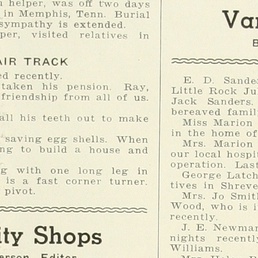 helper, was off two days
in Memphis, Tenn. Burial
sympathy is extended.
per, visited relatives in
AIR TRACK
ed recently.
taken his pension. Ray,
friendship from all of us.
all his teeth out to make
saving egg shells. When
ng to build a house and
ng with one long leg in
is a fast corner turner.
pivot.
ity Shops
Editor
Van
B
E. D. Sande
Little Rock Ju
Jack Sanders.
bereaved famil
Miss Marion
in the home of
Mrs. Marion
our local hospit
operation. Last
George Latch
tives in Shreve
Mrs. Jo Smith
Wood, who is i
recently.
J. E. Newman
nights recently
Williams.